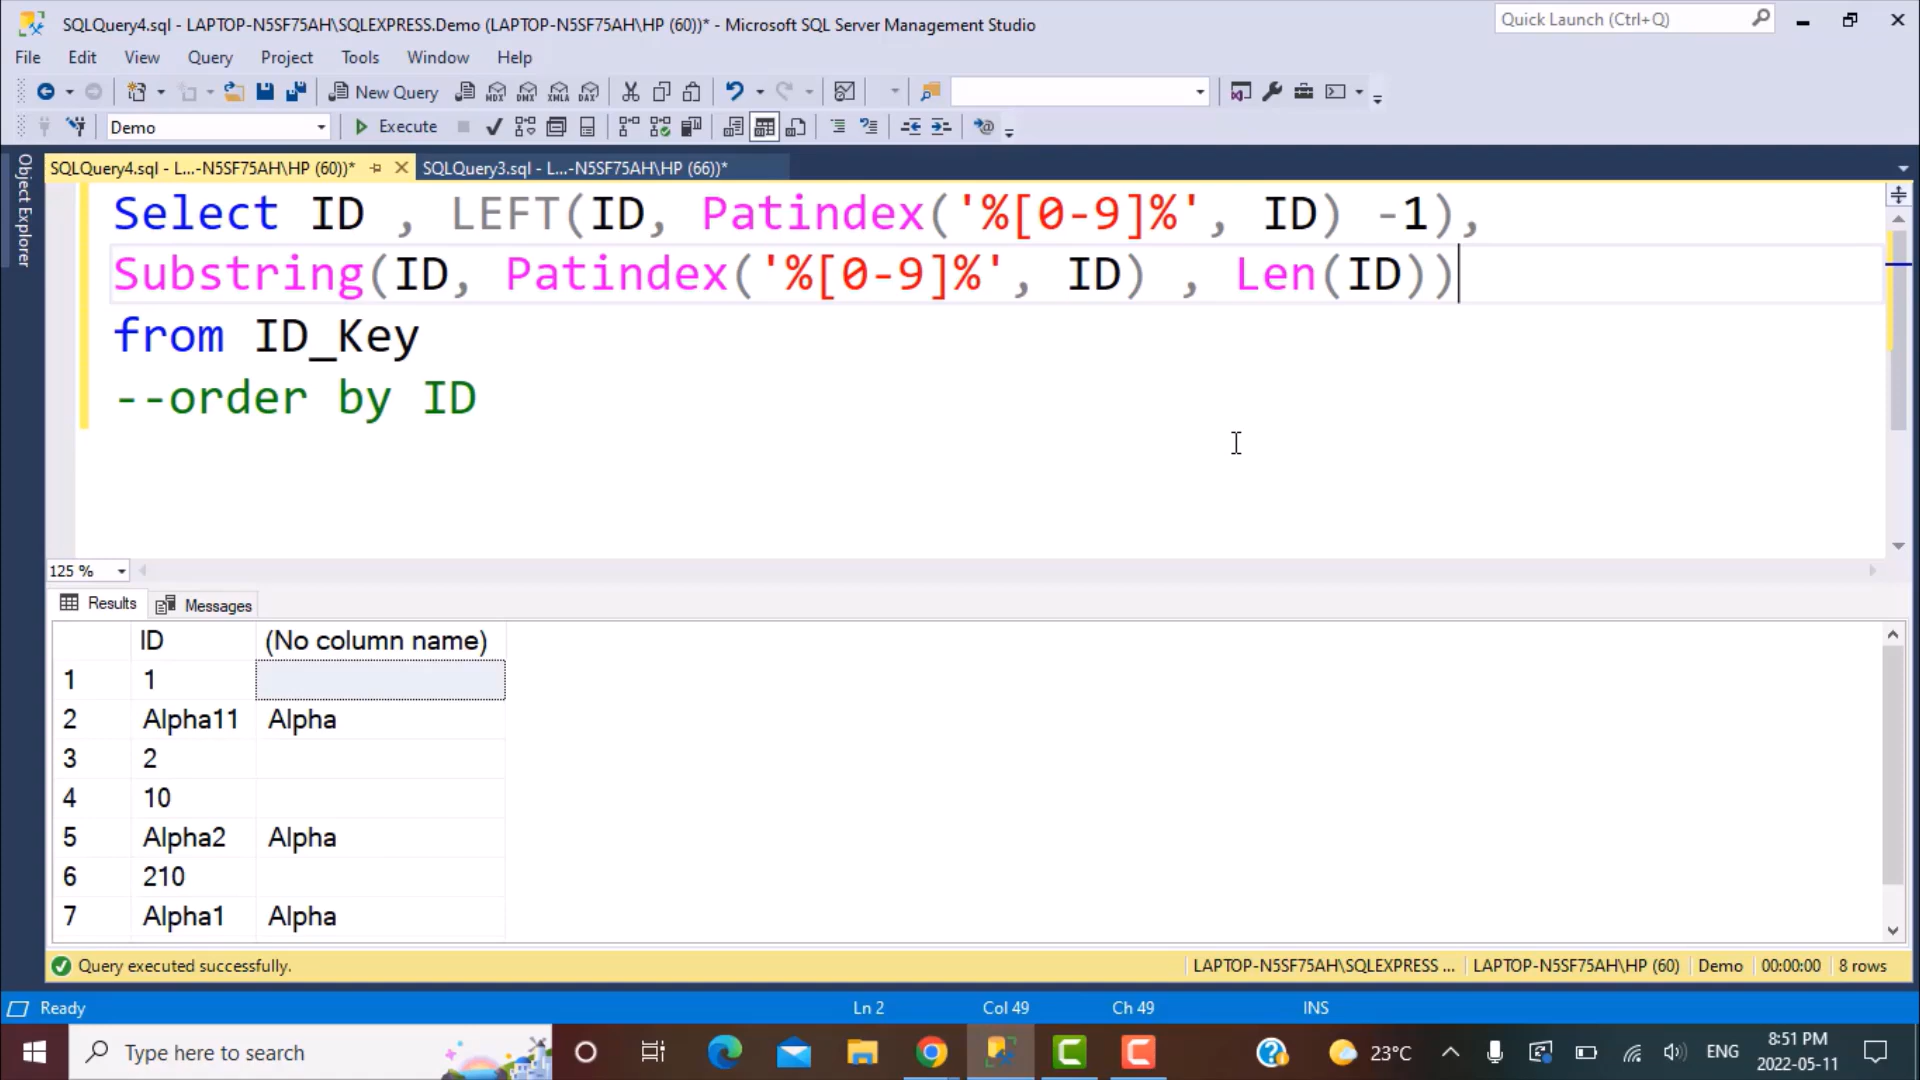 SQLQuery4.sql - LAPTOP-N5SF75AH\SQLEXPRESS.Demo (LAPTOP-N5SF75AH\HP (60))* - Microsoft SQL Server Management Studio
Quick Launch (Ctrl+Q)
File Edit View Query Project Tools Window Help
New Query
MDX DMX XMLA DAX
Demo Execute
SQLQuery4.sql - L...-N5SF75AH\HP (60))* SQLQuery3.sql - L...-N5SF75AH\HP (66))*
Object Explorer
Select ID , LEFT(ID, Patindex('%[0-9]%', ID) -1),
Substring(ID, Patindex('%[0-9]%', ID) , Len(ID))
from ID_Key
--order by ID
125 %
Results Messages
ID (No column name)
1 1
2 Alpha11 Alpha
3 2
4 10
5 Alpha2 Alpha
6 210
7 Alpha1 Alpha
Query executed successfully. LAPTOP-N5SF75AH\SQLEXPRESS ... LAPTOP-N5SF75AH\HP (60) Demo 00:00:00 8 rows
Ready Ln 2 Col 49 Ch 49 INS
Type here to search 23°C ENG 8:51 PM
2022-05-11